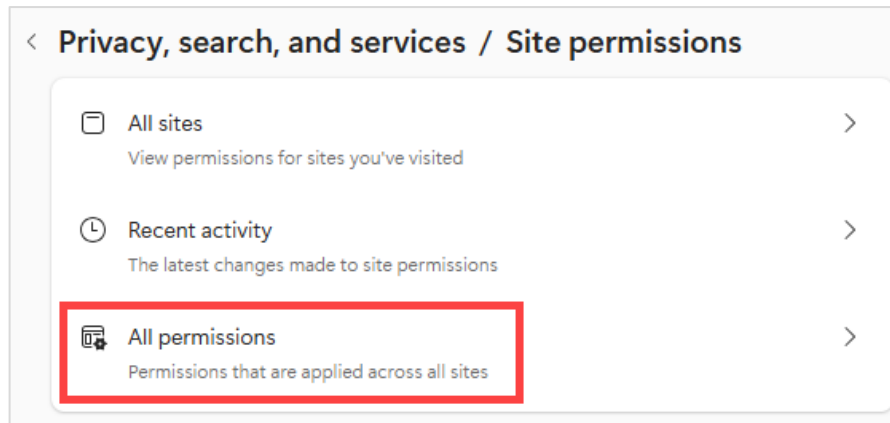 Privacy, search, and services / Site permissions
All sites
View permissions for sites you've visited
Recent activity
The latest changes made to site permissions
All permissions
Permissions that are applied across all sites